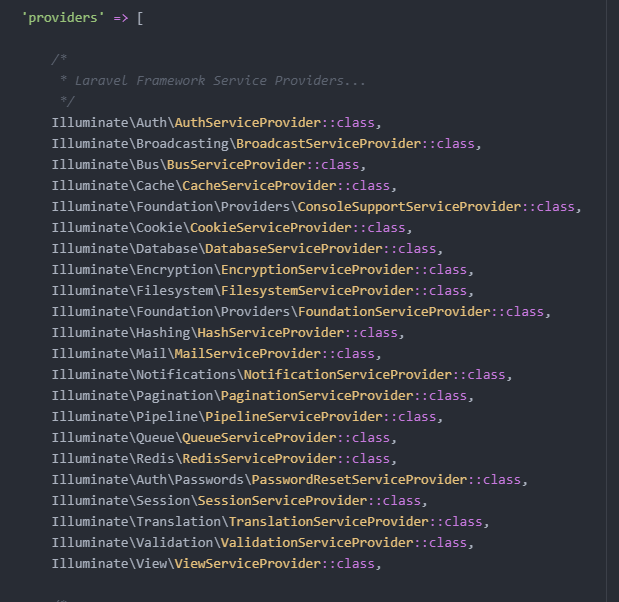 'providers' => [
/*
* Laravel Framework Service Providers...
*/
Illuminate\Auth\AuthServiceProvider::class,
Illuminate\Broadcasting\BroadcastServiceProvider::class,
Illuminate\Bus\BusServiceProvider::class,
Illuminate\Cache\CacheServiceProvider::class,
Illuminate\Foundation\Providers\ConsoleSupportServiceProvider::class,
Illuminate\Cookie\CookieServiceProvider::class,
Illuminate\Database\DatabaseServiceProvider::class,
Illuminate\Encryption\EncryptionServiceProvider::class,
Illuminate\Filesystem\FilesystemServiceProvider::class,
Illuminate\Foundation\Providers\FoundationServiceProvider::class,
Illuminate\Hashing\HashServiceProvider::class,
Illuminate\Mail\MailServiceProvider::class,
Illuminate\Notifications\NotificationServiceProvider::class,
Illuminate\Pagination\PaginationServiceProvider::class,
Illuminate\Pipeline\PipelineServiceProvider::class,
Illuminate\Queue\QueueServiceProvider::class,
Illuminate\Redis\RedisServiceProvider::class,
Illuminate\Auth\Passwords\PasswordResetServiceProvider::class,
Illuminate\Session\SessionServiceProvider::class,
Illuminate\Translation\TranslationServiceProvider::class,
Illuminate\Validation\ValidationServiceProvider::class,
Illuminate\View\ViewServiceProvider::class,